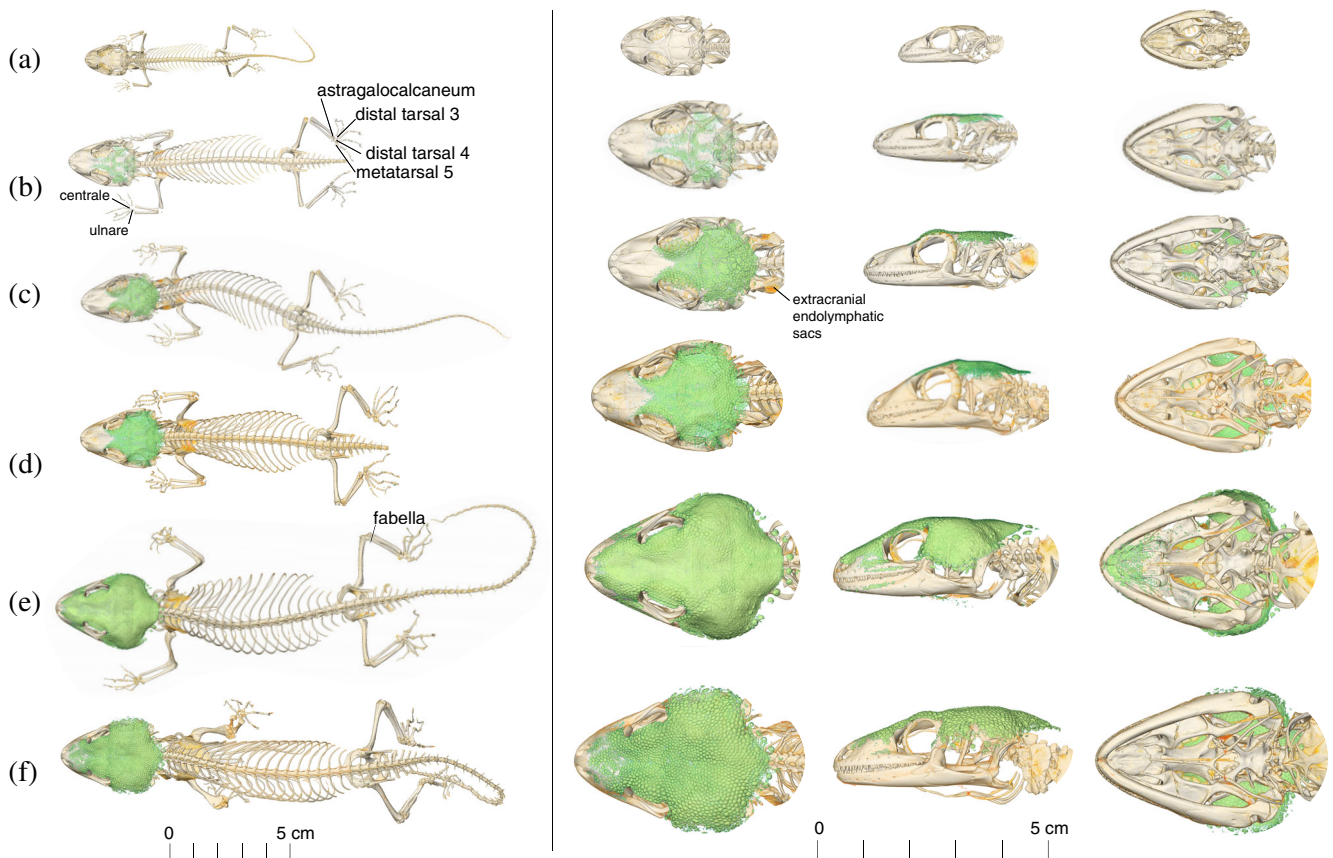 (a)
astragalocalcaneum
distal tarsal 3
distal tarsal 4
metatarsal 5
(b)
centrale
ulnare
(c)
extracranial
endolymphatic
sacs
(d)
fabella
(e)
(f)
0 5 cm
0 5 cm